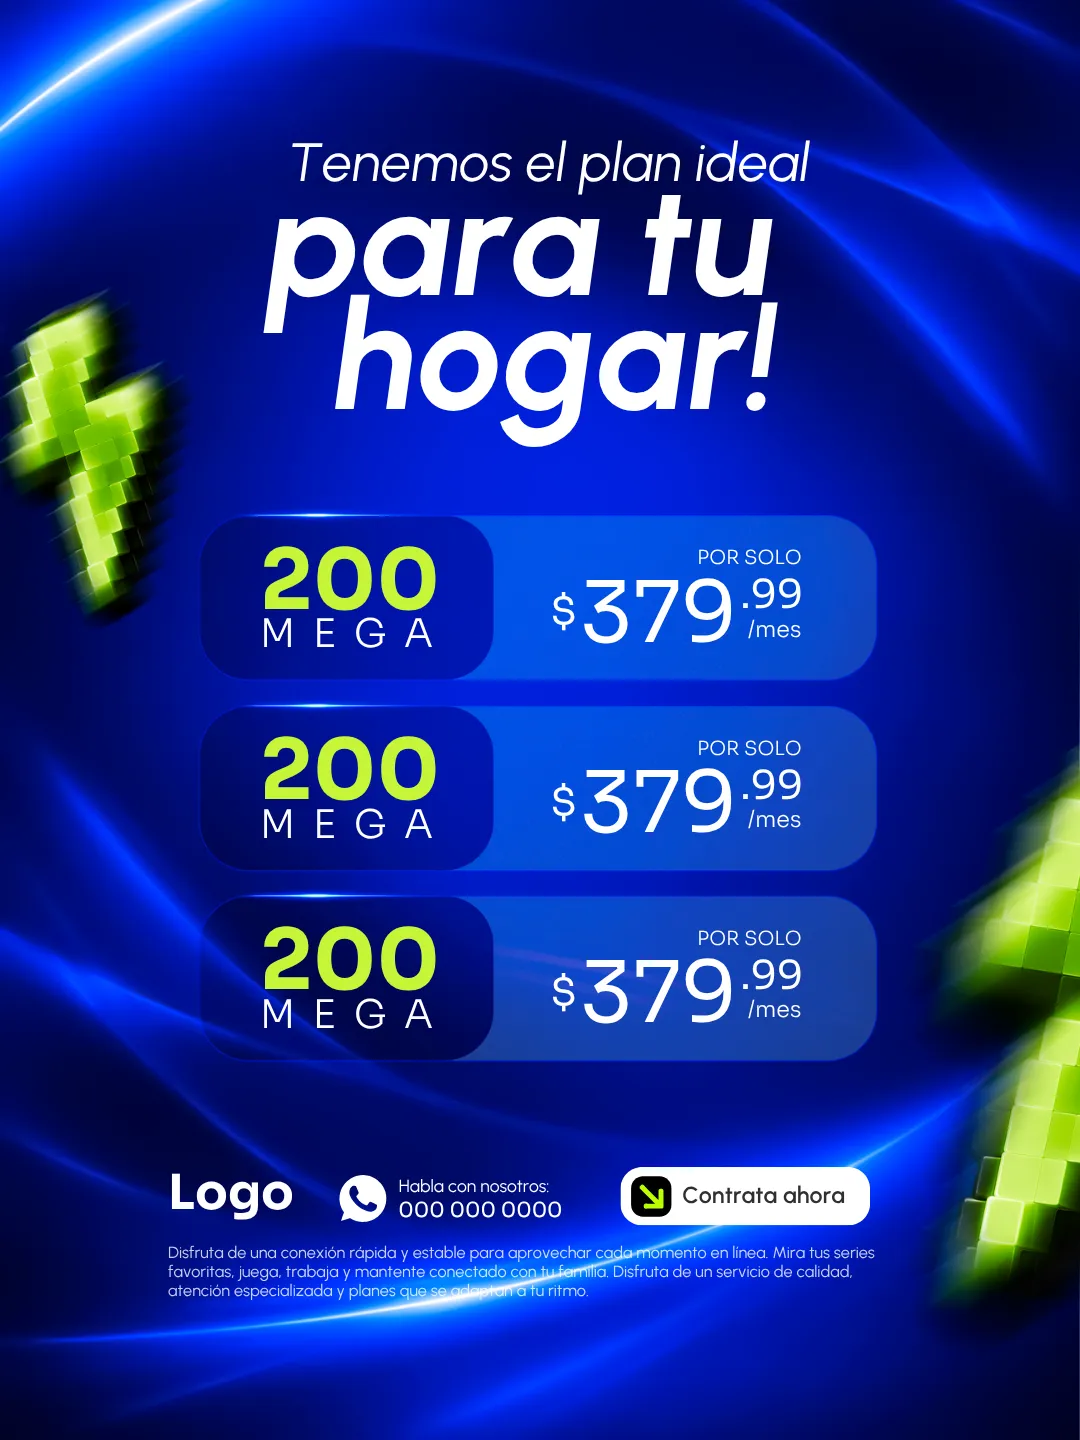 Tenemos el plan ideal
para tu
hogar!
200
MEGA
POR SOLO
$379.99
/mes
200
MEGA
POR SOLO
$379.99
/mes
200
MEGA
POR SOLO
$379.99
/mes
Logo
Habla con nosotros:
000 000 0000
Contrata ahora
Disfruta de una conexión rápida y estable para aprovechar cada momento en línea. Mira tus series
favoritas, juega, trabaja y mantente conectado con tu familia. Disfruta de un servicio de calidad,
atención especializada y planes que se adaptan a tu ritmo.